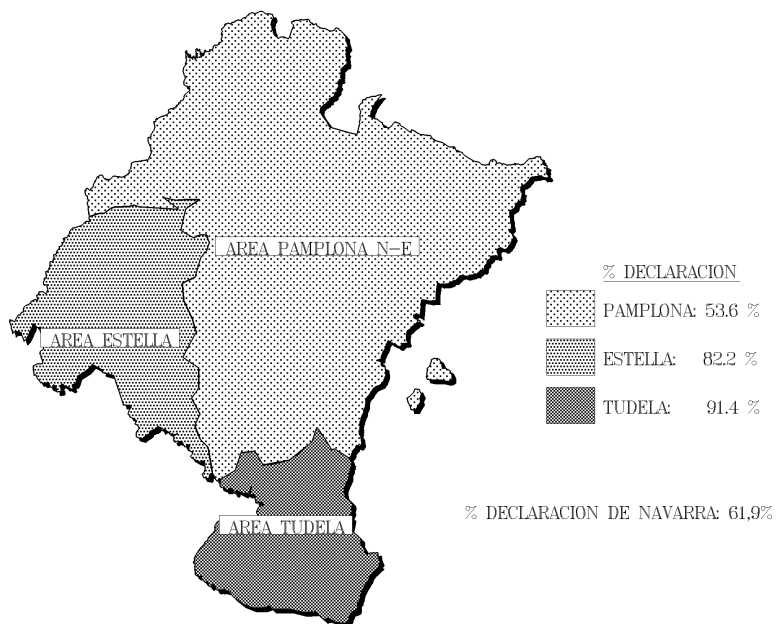 AREA PAMPLONA N-E
% DECLARACION
PAMPLONA: 53.6 %
AREA ESTELLA
ESTELLA: 82.2 %
TUDELA: 91.4 %
% DECLARACION DE NAVARRA: 61,9%
AREA TUDELA